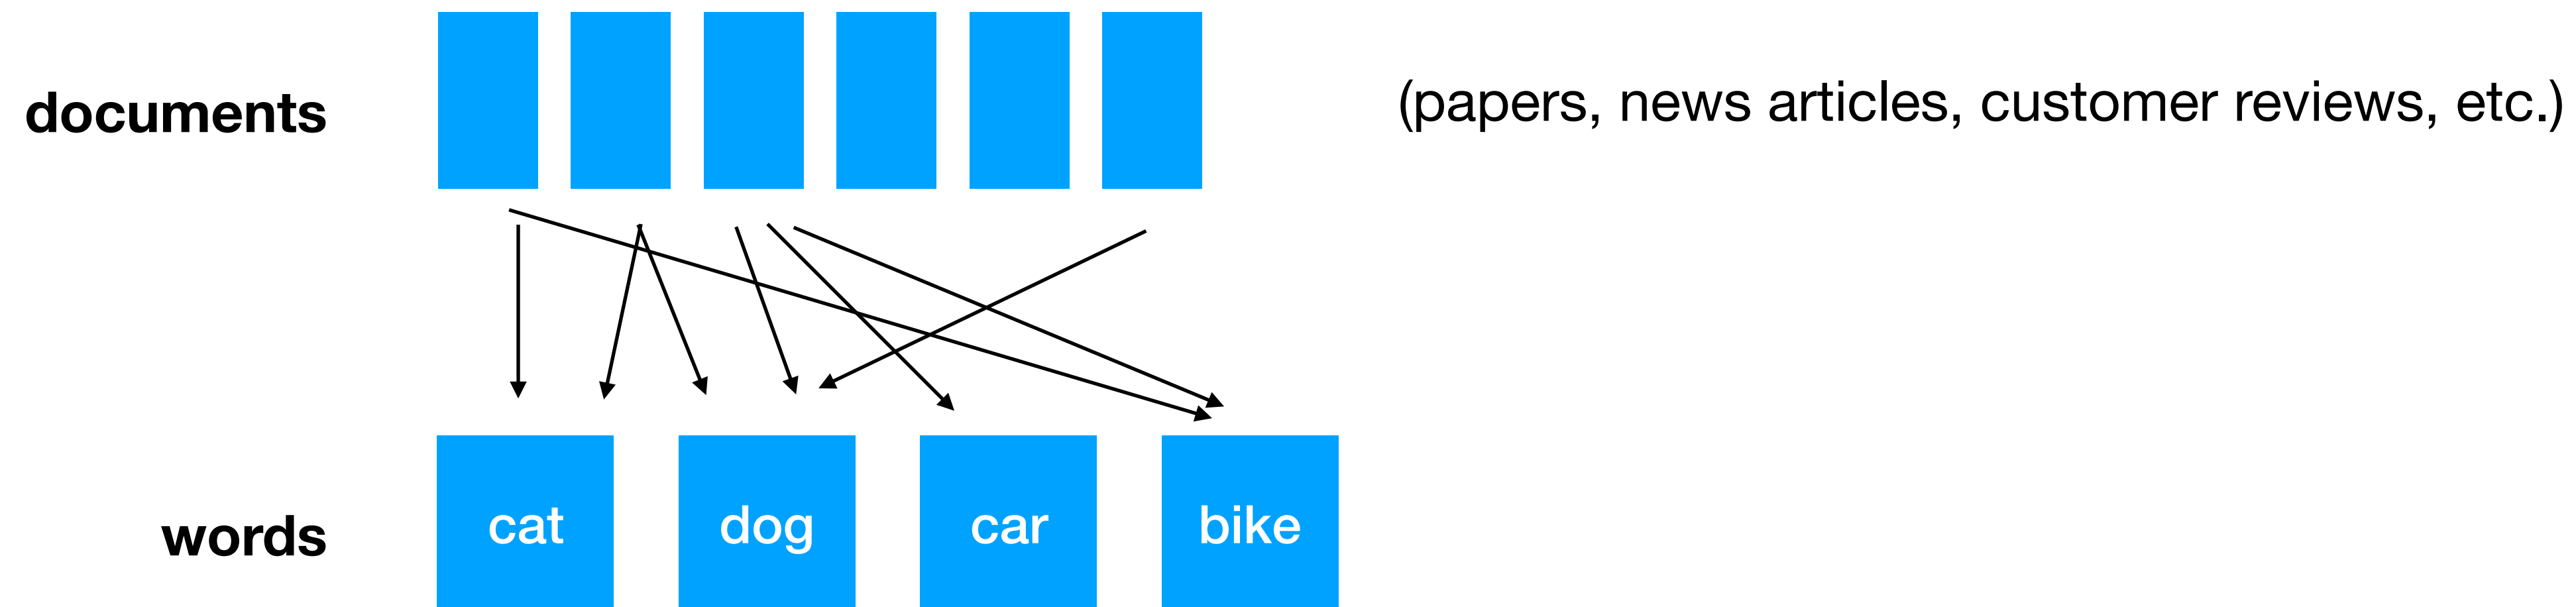 documents
(papers, news articles, customer reviews, etc.)
words
cat
dog
car
bike